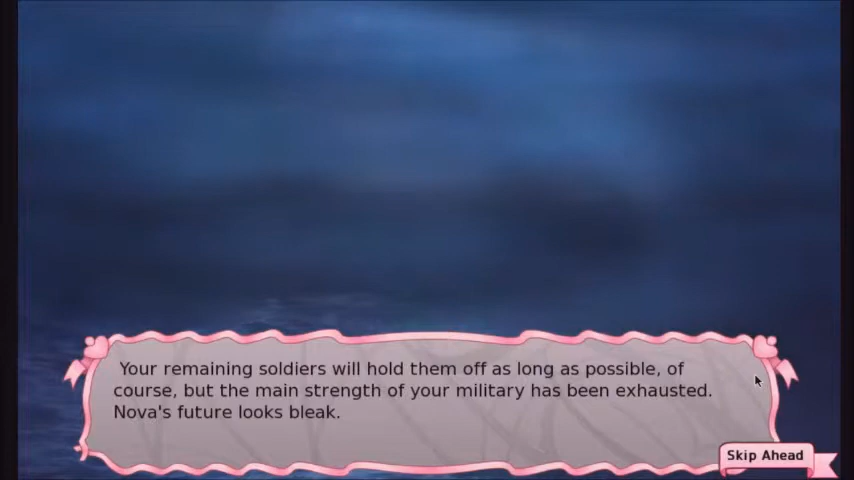 Your remaining soldiers will hold them off as long as possible, of
course, but the main strength of your military has been exhausted.
Nova's future looks bleak.
Skip Ahead